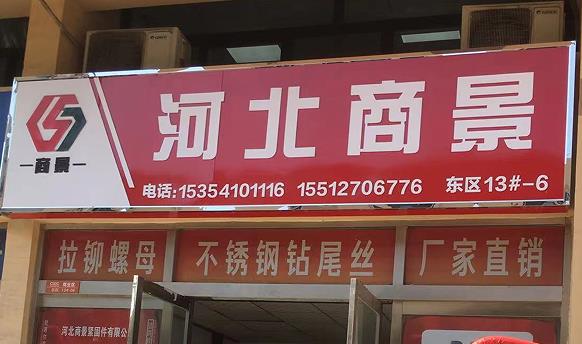 河北商景
一商景一
电话:15354101116 15512706776 东区13#-6
拉铆螺母
不锈钢钻尾丝
厂家直销
河北商景紧固件有限公